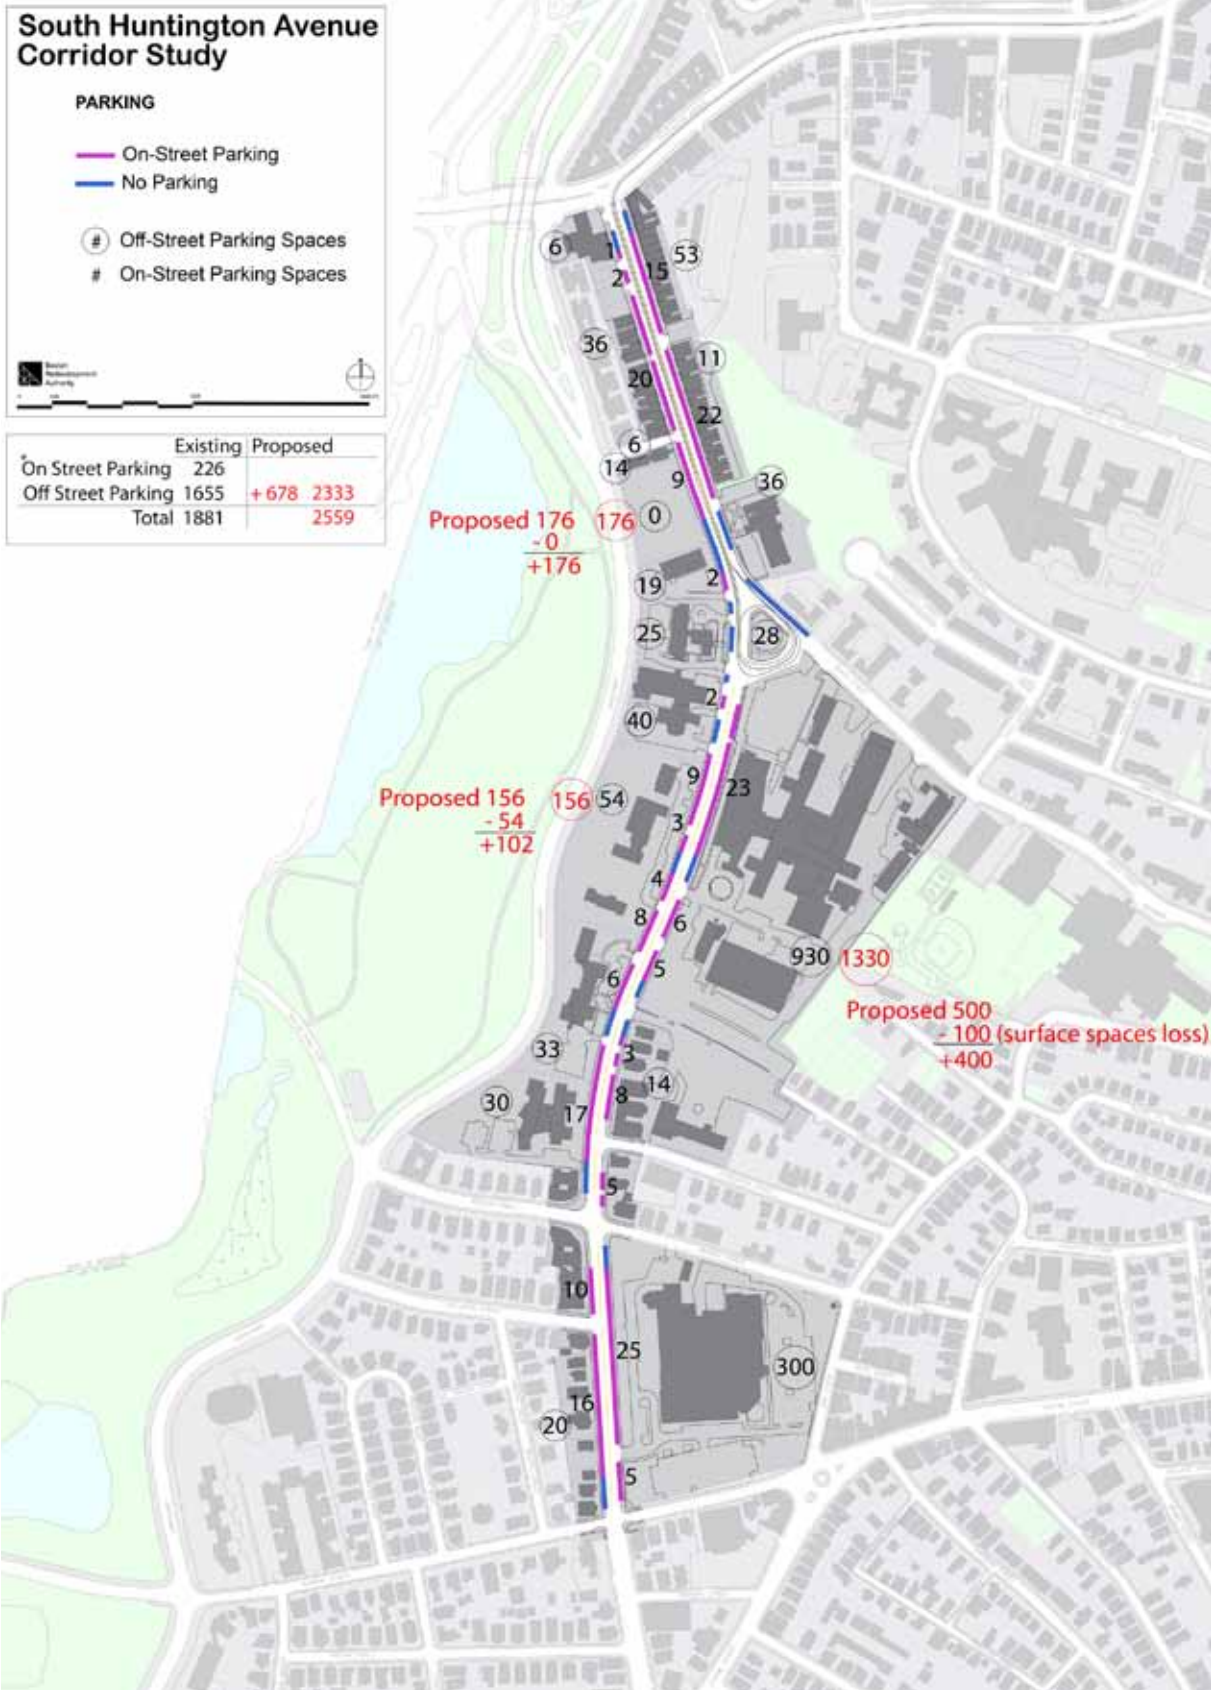 South Huntington Avenue
Corridor Study
PARKING
On-Street Parking
No Parking
# Off-Street Parking Spaces
# On-Street Parking Spaces
Boston
Redevelopment
Authority
Existing Proposed
*On Street Parking 226
Off Street Parking 1655 +678 2333
Total 1881 2559
6
1
2
15
53
36
20
11
22
6
14
9
36
Proposed 176
- 0
+176
176
0
2
19
25
28
2
40
9
23
Proposed 156
- 54
+102
156
54
3
4
8
6
930
1330
6
5
Proposed 500
- 100 (surface spaces loss)
+400
33
3
14
30
17
8
5
10
25
300
16
20
5